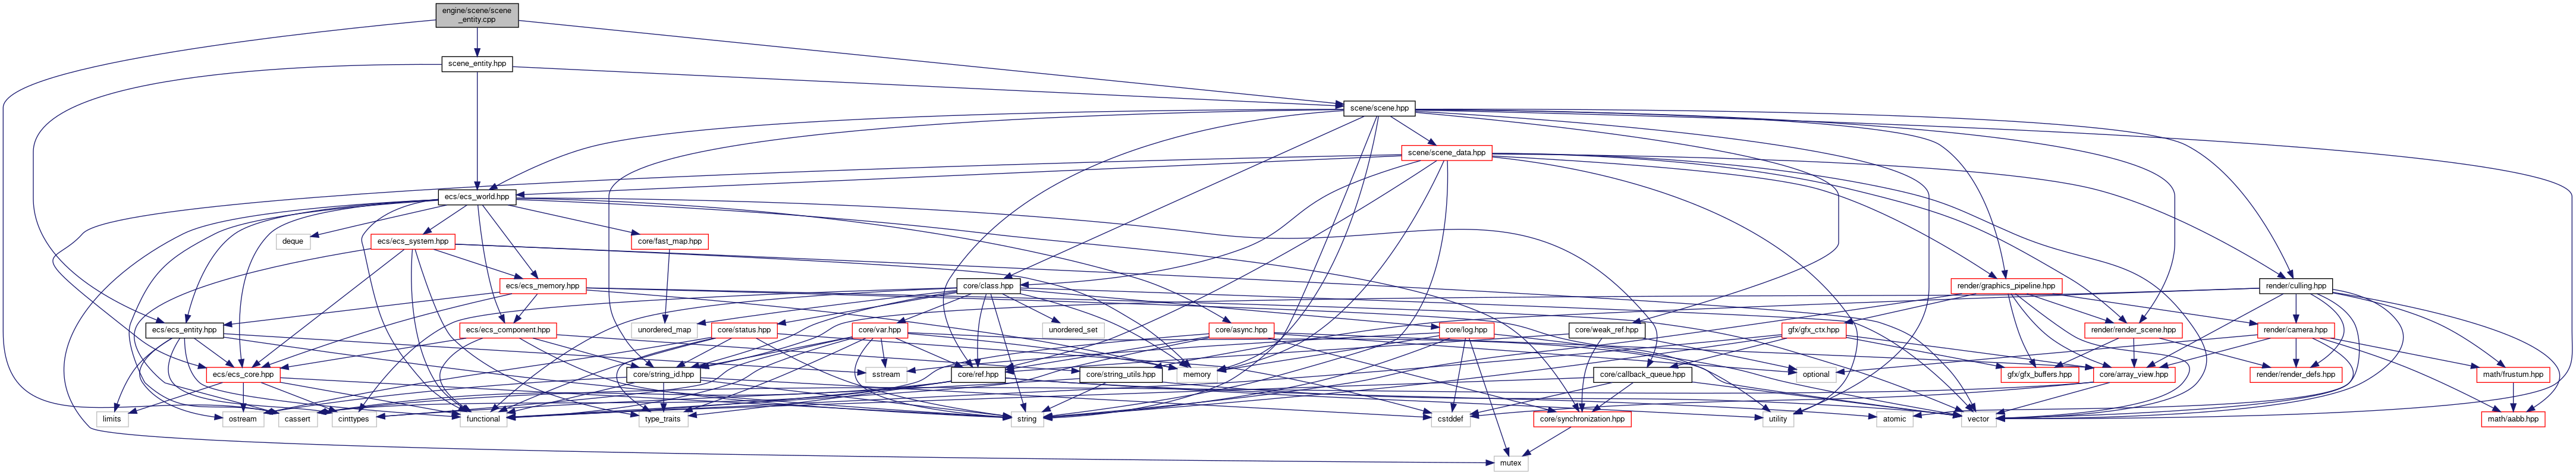 engine/scene/scene
_entity.cpp
scene_entity.hpp
scene/scene.hpp
scene/scene_data.hpp
ecs/ecs_world.hpp
deque
ecs/ecs_system.hpp
core/fast_map.hpp
ecs/ecs_memory.hpp
core/class.hpp
render/graphics_pipeline.hpp
render/culling.hpp
ecs/ecs_entity.hpp
ecs/ecs_component.hpp
unordered_map
core/status.hpp
core/var.hpp
unordered_set
core/async.hpp
core/log.hpp
core/weak_ref.hpp
gfx/gfx_ctx.hpp
render/render_scene.hpp
render/camera.hpp
ecs/ecs_core.hpp
core/string_id.hpp
sstream
memory
core/ref.hpp
core/string_utils.hpp
core/callback_queue.hpp
optional
gfx/gfx_buffers.hpp
core/array_view.hpp
render/render_defs.hpp
math/frustum.hpp
limits
ostream
cassert
cinttypes
functional
type_traits
string
cstddef
core/synchronization.hpp
utility
atomic
vector
math/aabb.hpp
mutex